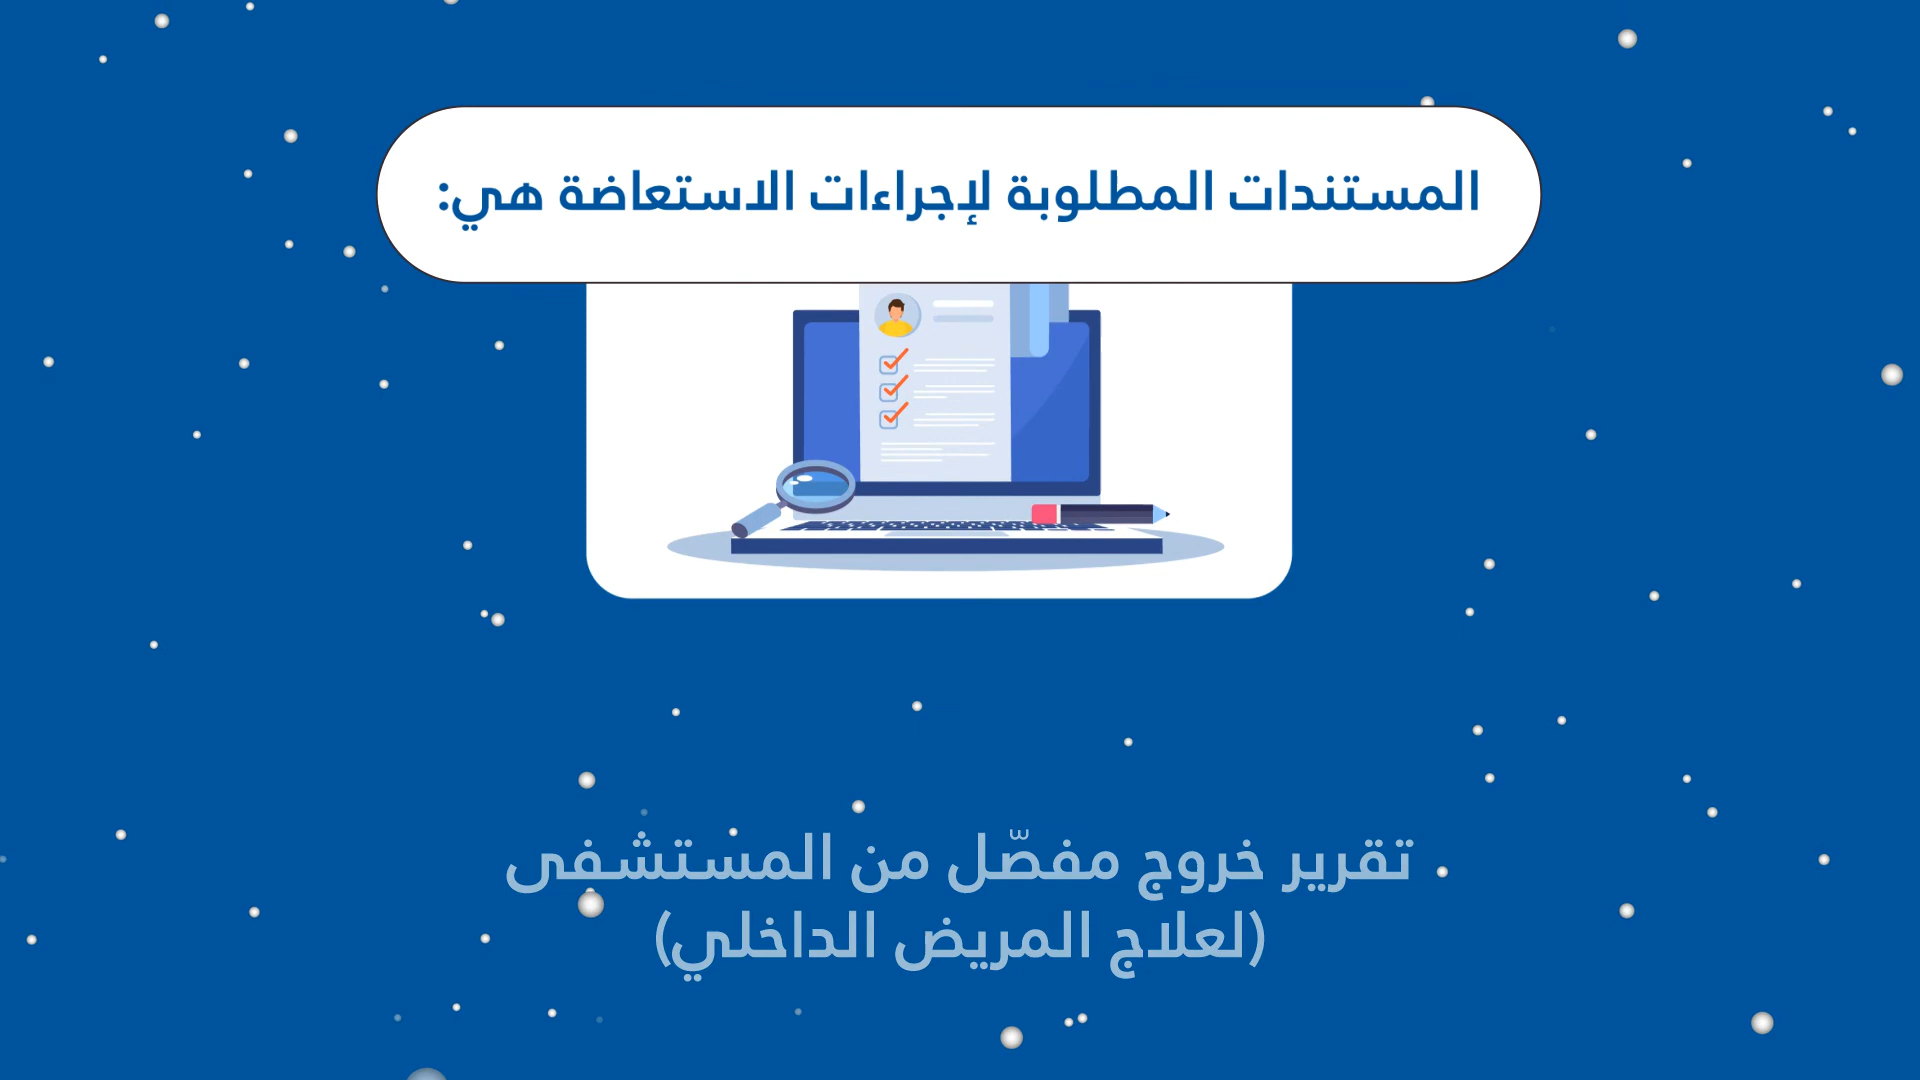 المستندات المطلوبة لإجراءات الاستعاضة هي:
تقرير خروج مفصّل من المستشفى
(لعلاج المريض الداخلي)